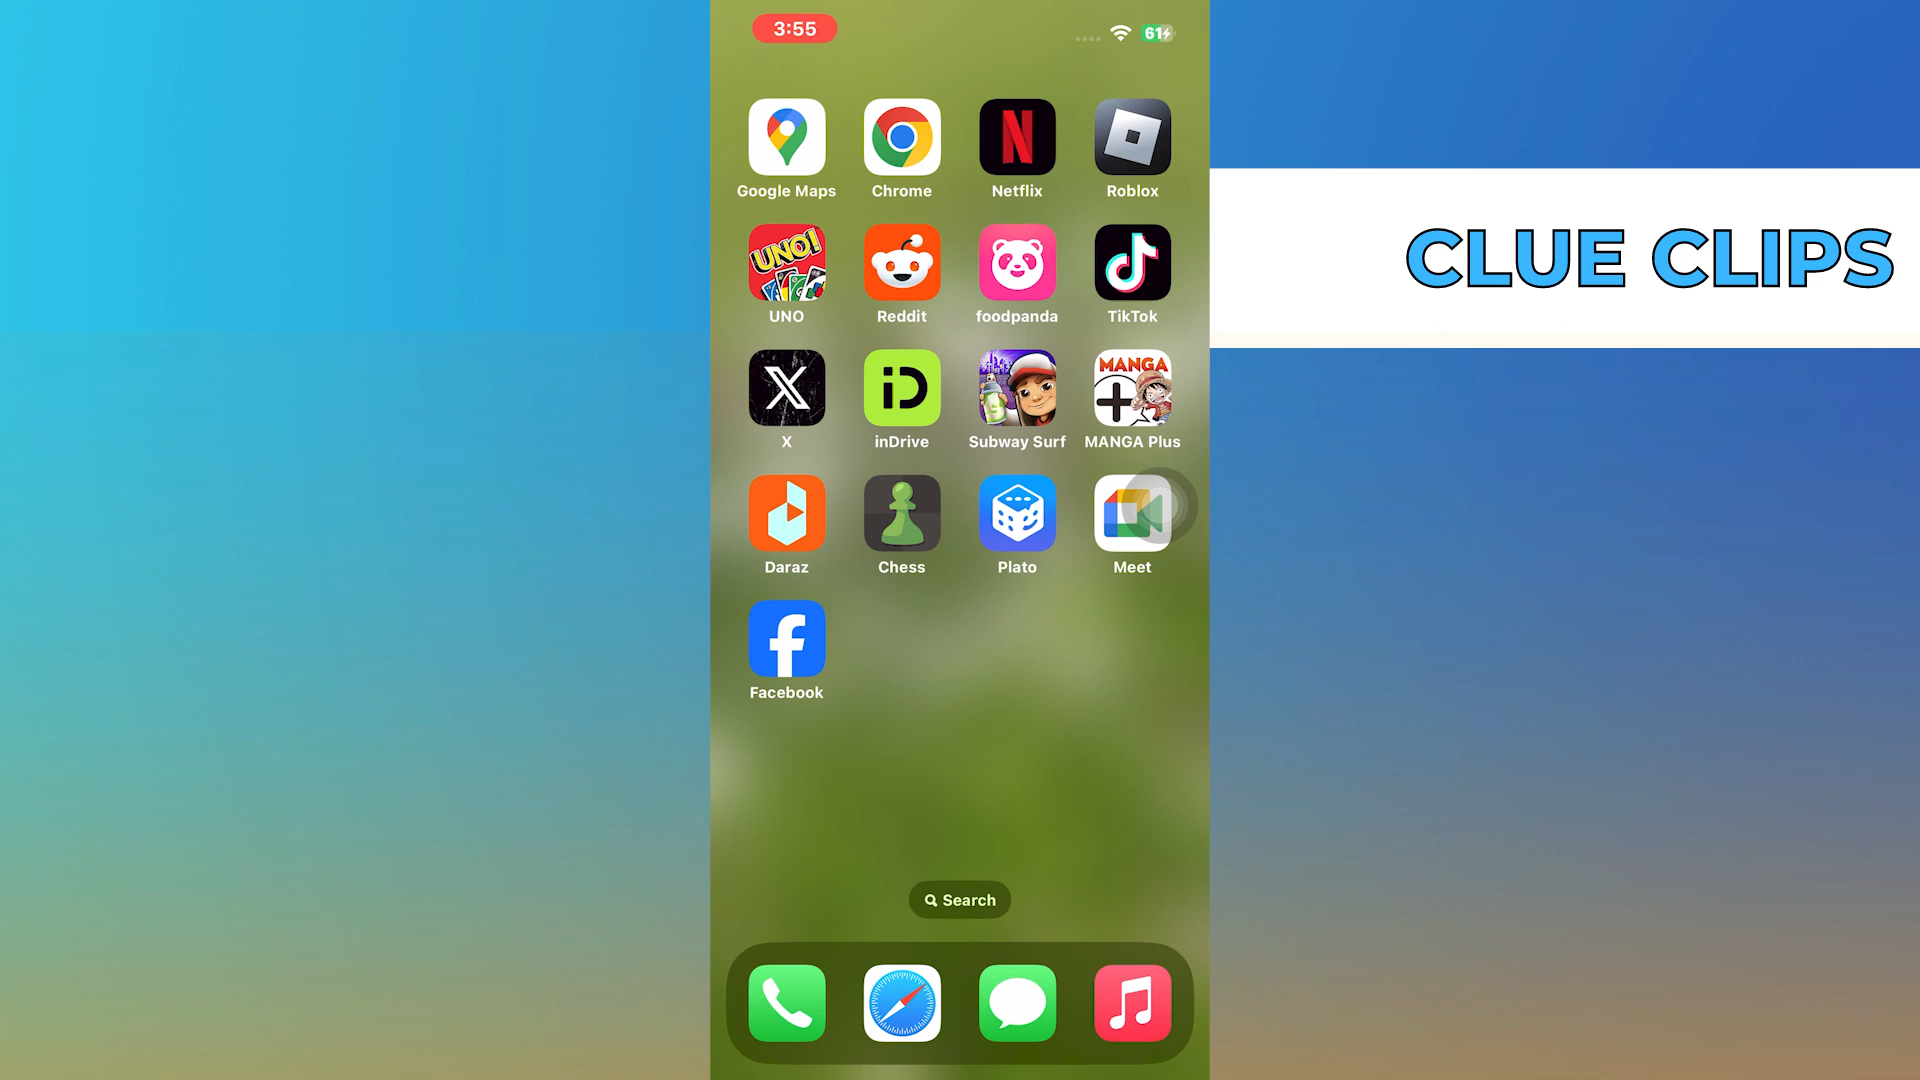 3:55
61
CLUE CLIPS
Google Maps
Chrome
Netflix
Roblox
UNO!
UNO
Reddit
foodpanda
TikTok
MANGA
X
iD
inDrive
Subway Surf
MANGA Plus
Daraz
Chess
Plato
Meet
Facebook
Search